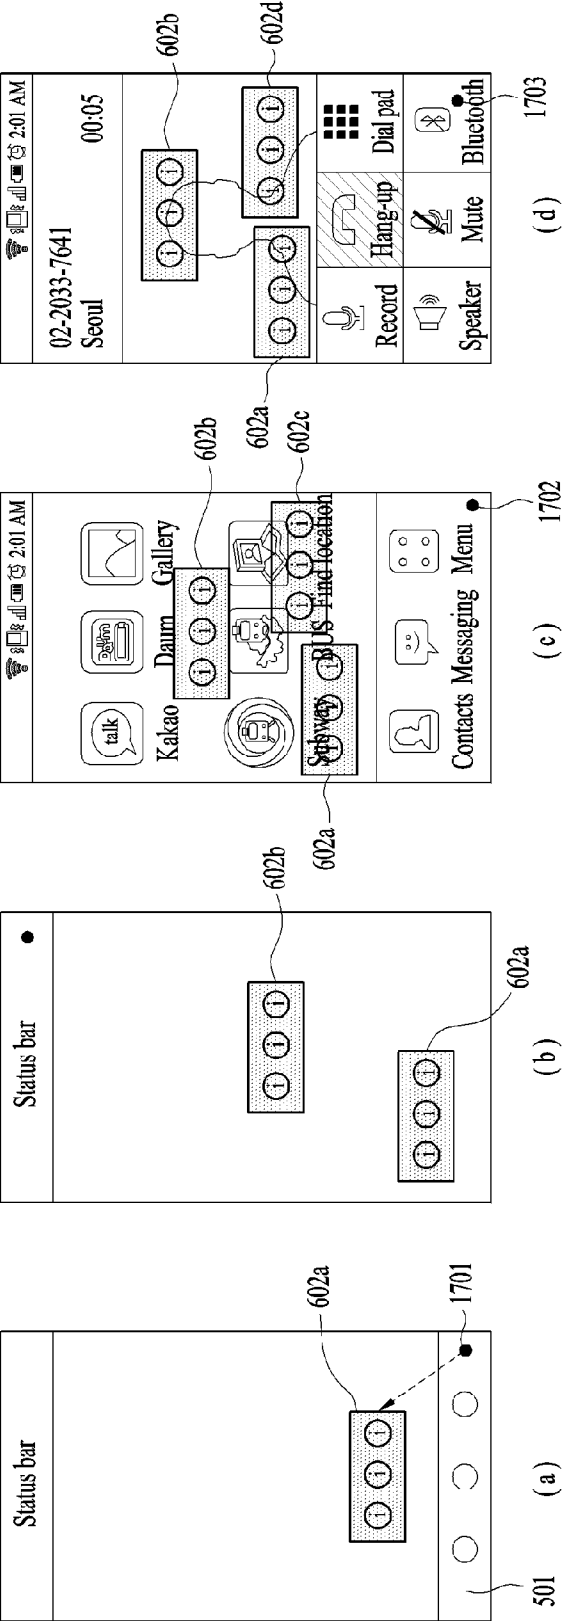 Status bar
i i i
602a
1701
501
(a)
Status bar
602b
i i i
i i i
602a
(b)
2:01 AM
talk
Kakao
Daum
Daum
Gallery
602b
i i i
i i i
i i i
602c
Subway
BUS
Find location
602a
Contacts
Messaging
Menu
1702
(c)
2:01 AM
02-2033-7641
Seoul
00:05
602b
602d
i i i
i i i
i i i
602a
Record
Hang-up
Dial pad
Speaker
Mute
Bluetooth
1703
(d)